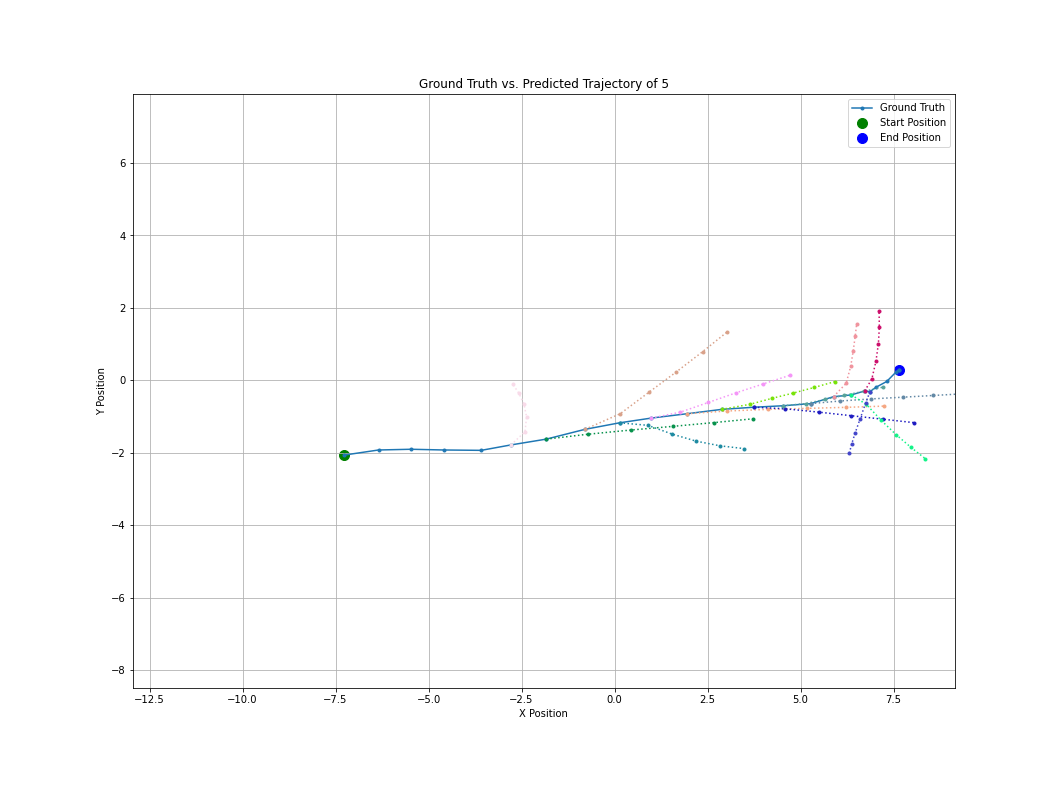 Ground Truth vs. Predicted Trajectory of 5
Ground Truth
Start Position
End Position
6
4
2
0
−2
−4
−6
−8
Y Position
−12.5 −10.0 −7.5 −5.0 −2.5 0.0 2.5 5.0 7.5
X Position